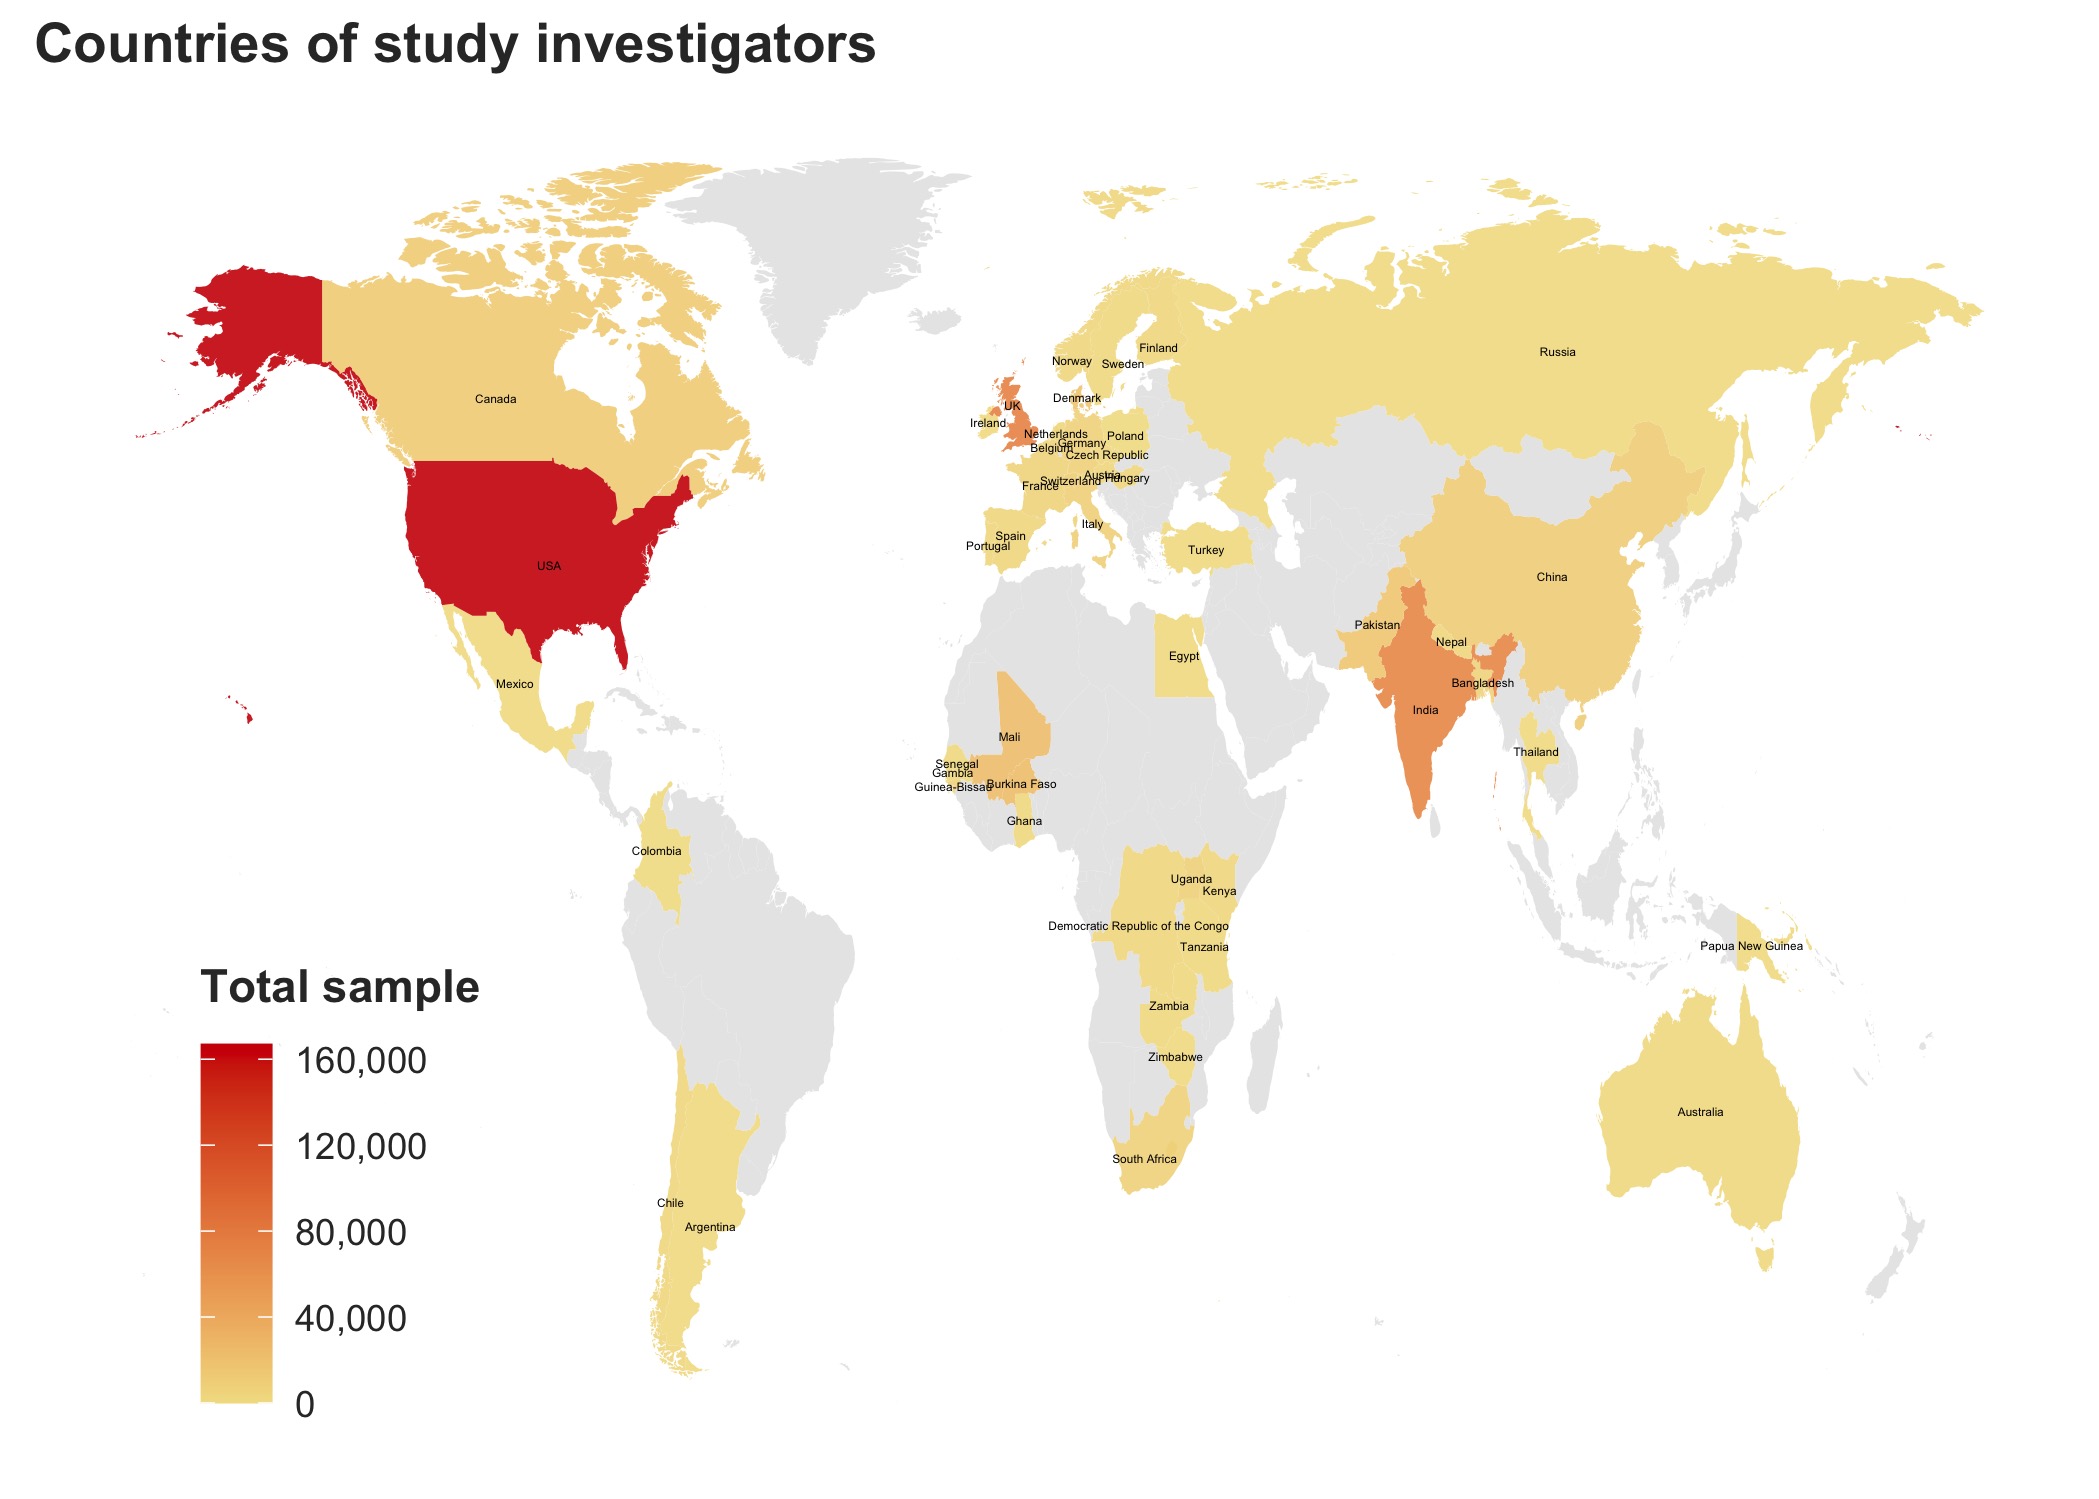 Countries of study investigators
Finland
Russia
Norway
Sweden
Canada
Denmark
UK
Ireland
Netherlands
Poland
Germany
Belgium
Czech Republic
Austria
Hungary
Switzerland
France
Italy
Spain
Portugal
Turkey
USA
China
Pakistan
Nepal
Egypt
Mexico
Bangladesh
India
Mali
Thailand
Senegal
Gambia
Guinea-Bissau
Burkina Faso
Ghana
Colombia
Uganda
Kenya
Democratic Republic of the Congo
Tanzania
Papua New Guinea
Zambia
Zimbabwe
Australia
South Africa
Chile
Argentina
Total sample
160,000
120,000
80,000
40,000
0